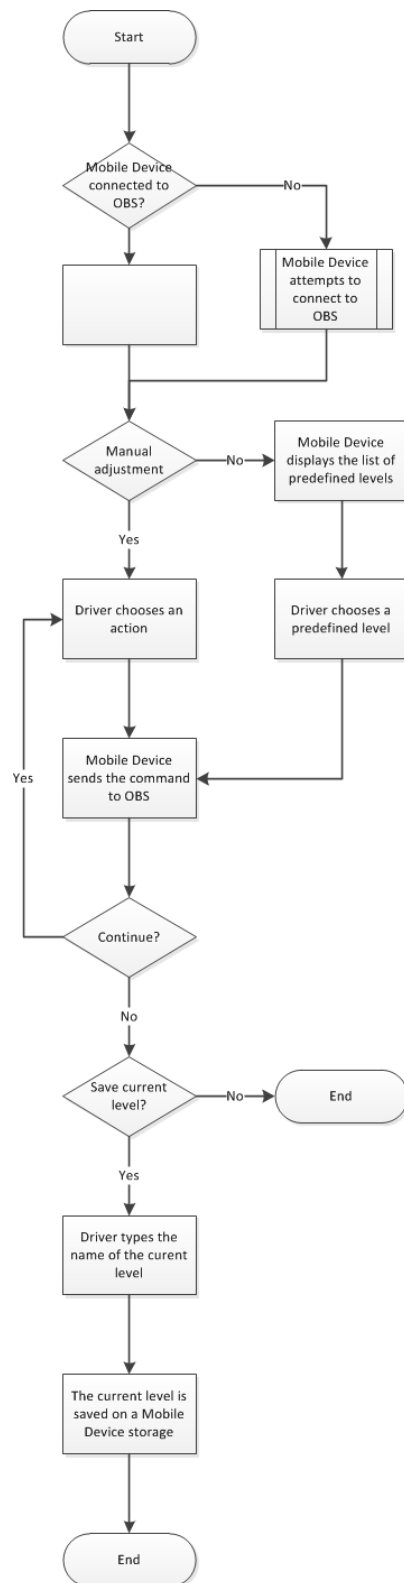 Start
Mobile Device
connected to
OBS?
No
Mobile Device
attempts to
connect to
OBS
Manual
adjustment
No
Mobile Device
displays the list of
predefined levels
Yes
Driver chooses an
action
Driver chooses a
predefined level
Mobile Device
sends the command
to OBS
Yes
Continue?
No
Save current
level?
No
End
Yes
Driver types the
name of the curent
level
The current level is
saved on a Mobile
Device storage
End